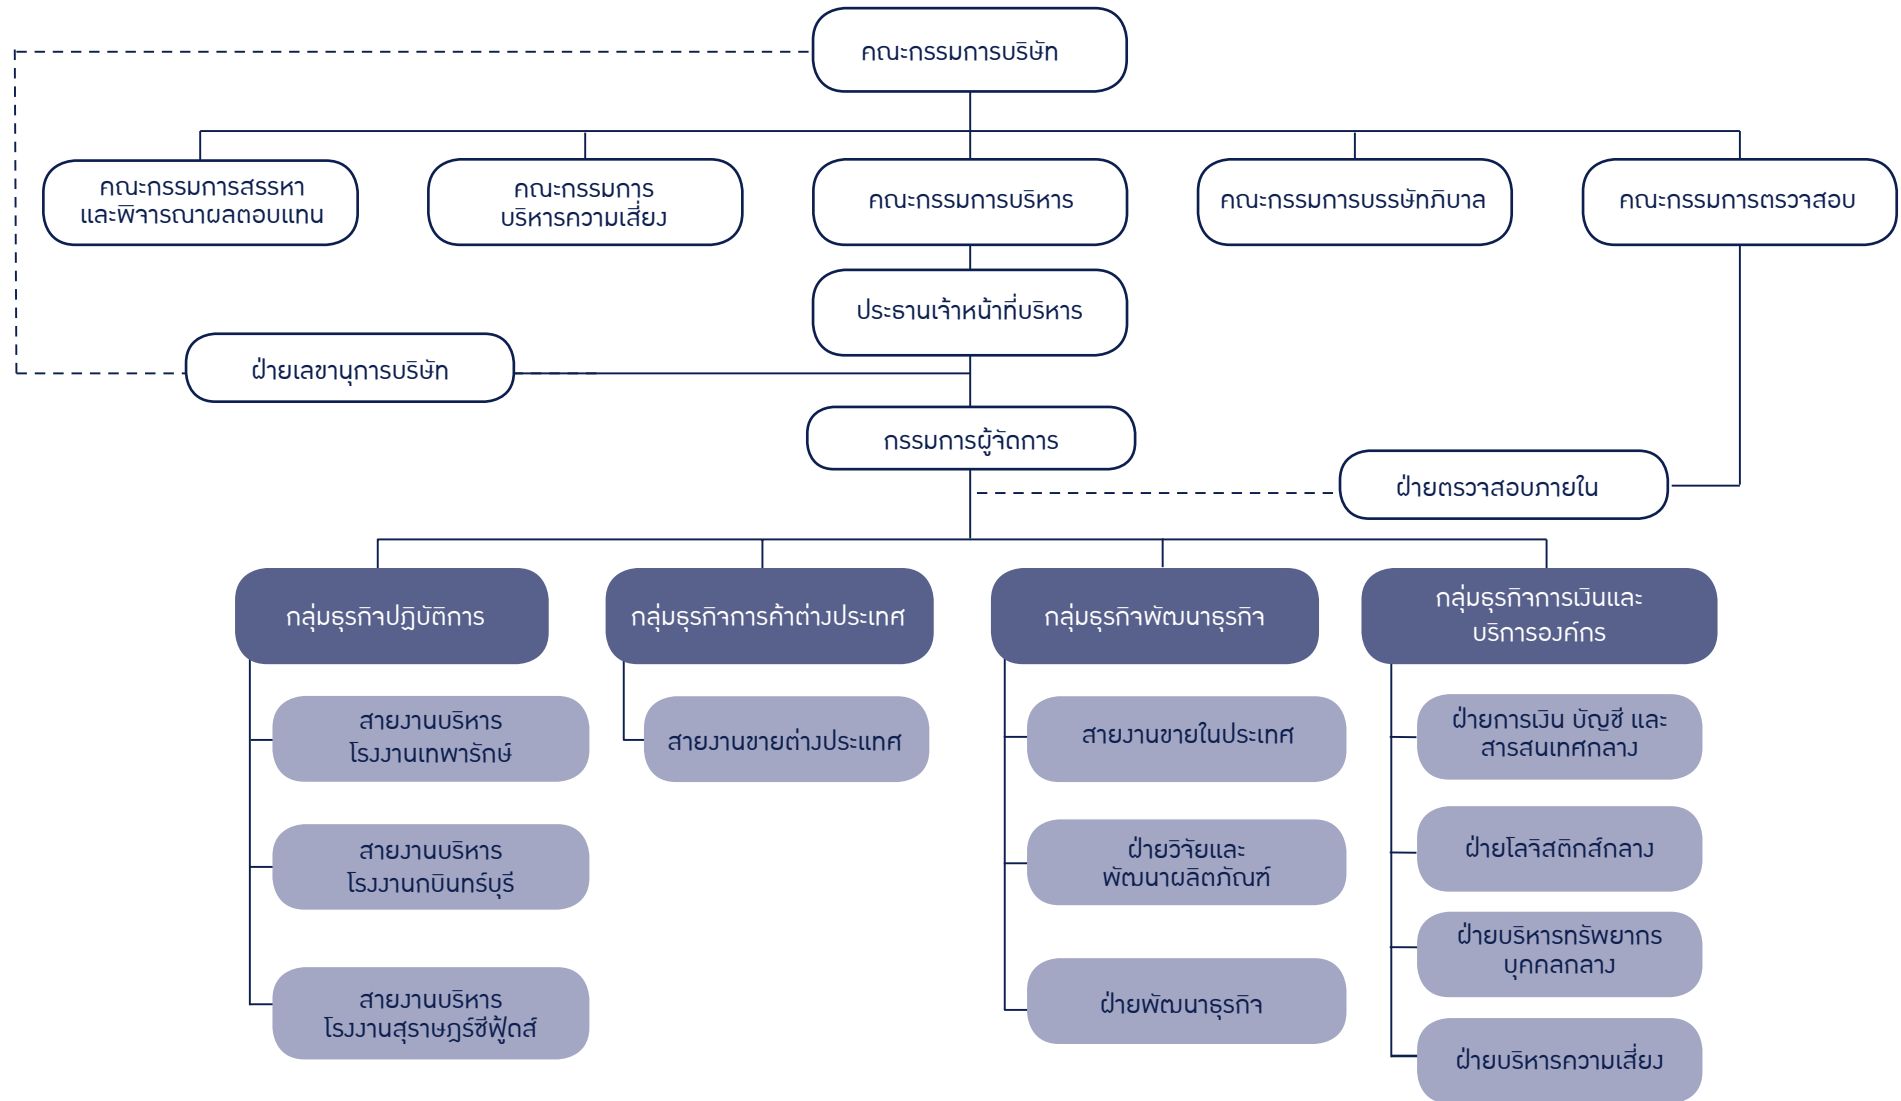 คณะกรรมการบริษัท
คณะกรรมการสรรหา
และพิจารณาผลตอบแทน
คณะกรรมการ
บริหารความเสี่ยง
คณะกรรมการบริหาร
คณะกรรมการบรรษัทภิบาล
คณะกรรมการตรวจสอบ
ประธานเจ้าหน้าที่บริหาร
ฝ่ายเลขานุการบริษัท
กรรมการผู้จัดการ
ฝ่ายตรวจสอบภายใน
กลุ่มธุรกิจปฏิบัติการ
กลุ่มธุรกิจการค้าต่างประเทศ
กลุ่มธุรกิจพัฒนาธุรกิจ
กลุ่มธุรกิจการเงินและ
บริการองค์กร
สายงานบริหาร
โรงงานเทพารักษ์
สายงานบริหาร
โรงงานกบินทร์บุรี
สายงานบริหาร
โรงงานสุราษฎร์ซีฟู้ดส์
สายงานขายต่างประแทศ
สายงานขายในประเทศ
ฝ่ายวิจัยและ
พัฒนาผลิตภัณฑ์
ฝ่ายพัฒนาธุรกิจ
ฝ่ายการเงิน บัญชี และ
สารสนเทศกลาง
ฝ่ายโลจิสติกส์กลาง
ฝ่ายบริหารทรัพยากร
บุคคลกลาง
ฝ่ายบริหารความเสี่ยง